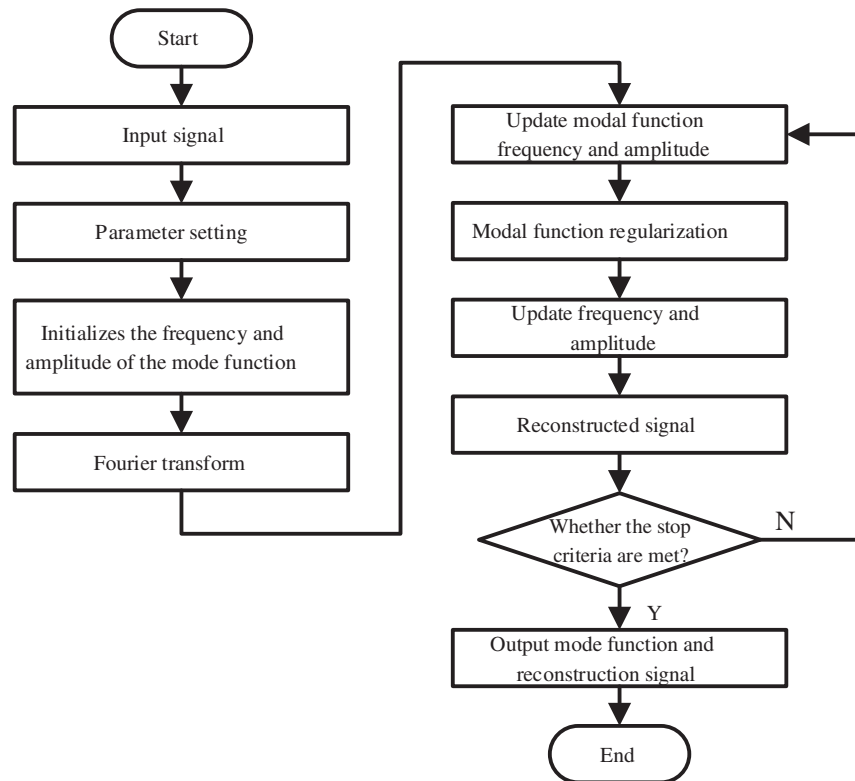 Start
Input signal
Parameter setting
Initializes the frequency and
amplitude of the mode function
Fourier transform
Update modal function
frequency and amplitude
Modal function regularization
Update frequency and
amplitude
Reconstructed signal
Whether the stop
criteria are met?
N
Y
Output mode function and
reconstruction signal
End